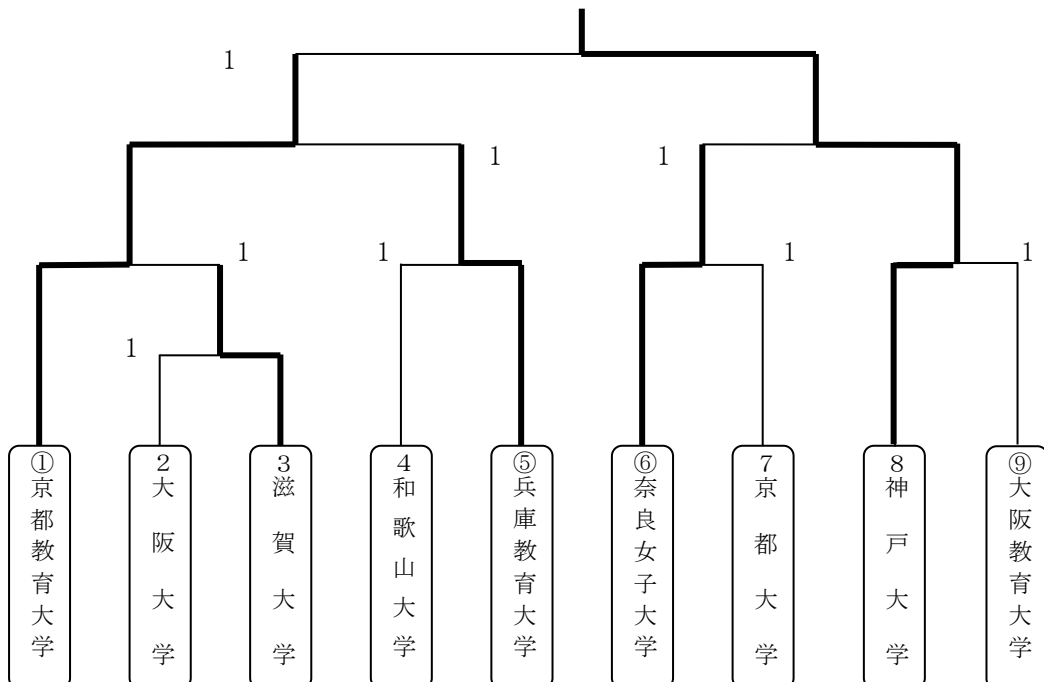 1
1
1
1
1
1
1
1
①京都教育大学
2大阪大学
3滋賀大学
4和歌山大学
⑤兵庫教育大学
⑥奈良女子大学
7京都大学
8神戸大学
⑨大阪教育大学